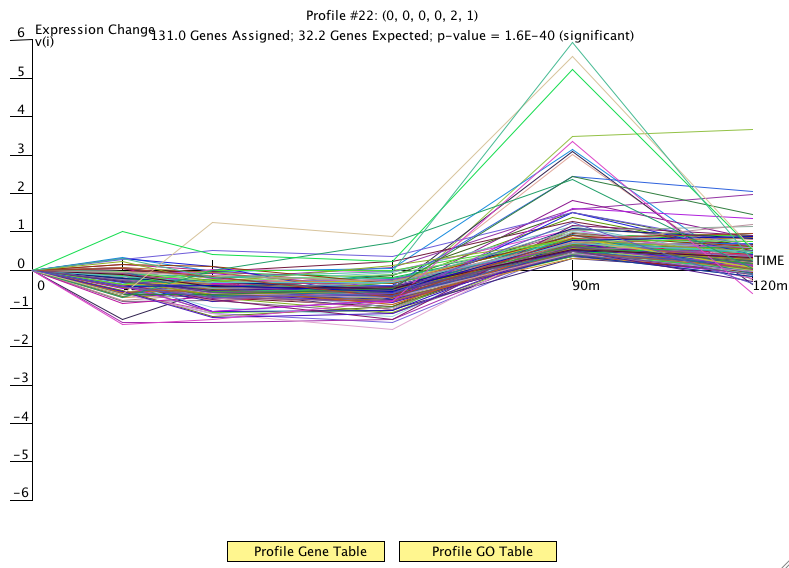 Profile #22: (0, 0, 0, 0, 2, 1)
131.0 Genes Assigned; 32.2 Genes Expected; p-value = 1.6E-40 (significant)
Expression Change
v(i)
6
5
4
3
2
1
0
-1
-2
-3
-4
-5
-6
0
90m
120m
TIME
Profile Gene Table
Profile GO Table